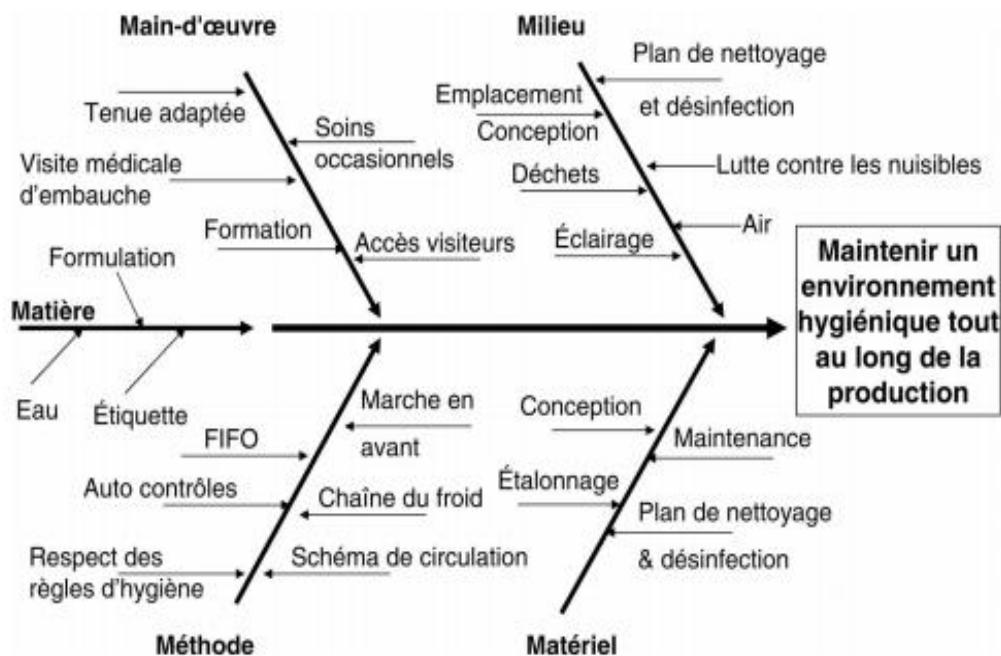 Main-d'œuvre
Milieu
Tenue adaptée
Soins
occasionnels
Visite médicale
d'embauche
Formation
Accès visiteurs
Plan de nettoyage
et désinfection
Emplacement
Conception
Lutte contre les nuisibles
Déchets
Air
Éclairage
Formulation
Matière
Eau
Étiquette
Maintenir un
environnement
hygiénique tout
au long de la
production
Marche en
avant
FIFO
Auto contrôles
Chaîne du froid
Respect des
règles d'hygiène
Schéma de circulation
Méthode
Conception
Maintenance
Étalonnage
Plan de nettoyage
& désinfection
Matériel